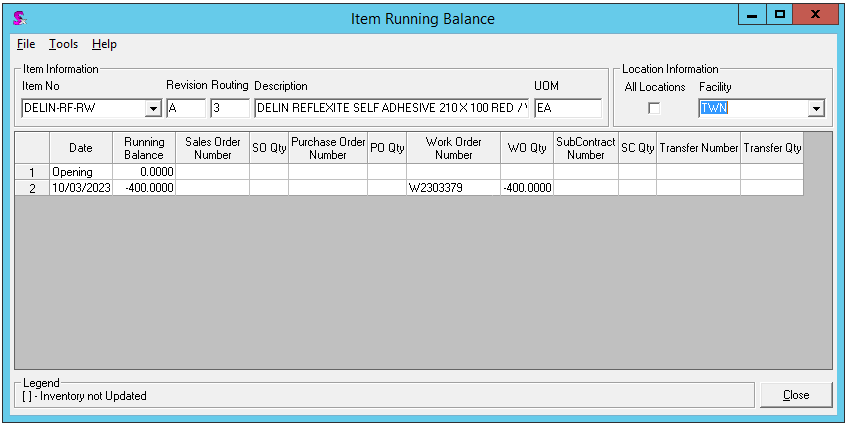 Item Running Balance
File Tools Help
Item Information
Location Information
Item No Revision Routing Description UOM All Locations Facility
DELIN-RF-RW A 3 DELIN REFLEXITE SELF ADHESIVE 210 X 100 RED / EA TWN
Date Running Balance Sales Order Number SO Qty Purchase Order Number PO Qty Work Order Number WO Qty SubContract Number SC Qty Transfer Number Transfer Qty
1 Opening 0.0000
2 10/03/2023 -400.0000 W2303379 -400.0000
Legend
[ ] - Inventory not Updated
Close